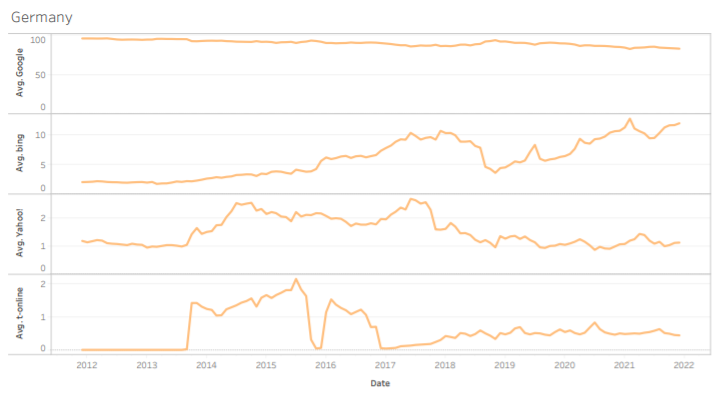 Germany
Avg. Google
100
50
0
Avg. bing
10
5
0
Avg. Yahoo!
2
1
0
Avg. t-online
2
1
0
2012 2013 2014 2015 2016 2017 2018 2019 2020 2021 2022
Date